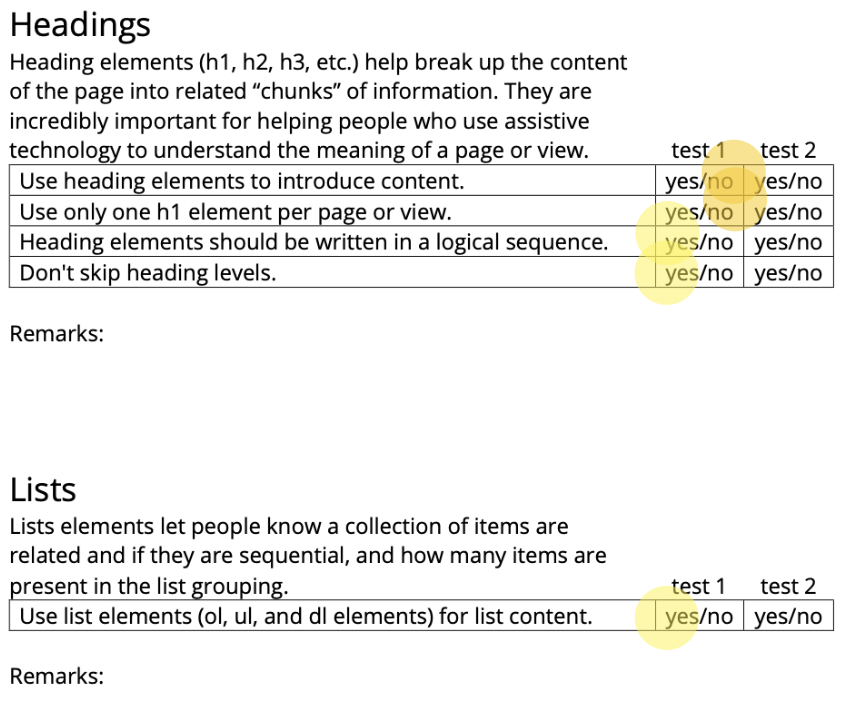 Headings
Heading elements (h1, h2, h3, etc.) help break up the content
of the page into related “chunks” of information. They are
incredibly important for helping people who use assistive
technology to understand the meaning of a page or view. test 1 test 2
Use heading elements to introduce content. yes/no yes/no
Use only one h1 element per page or view. yes/no yes/no
Heading elements should be written in a logical sequence. yes/no yes/no
Don't skip heading levels. yes/no yes/no
Remarks:
Lists
Lists elements let people know a collection of items are
related and if they are sequential, and how many items are
present in the list grouping. test 1 test 2
Use list elements (ol, ul, and dl elements) for list content. yes/no yes/no
Remarks: